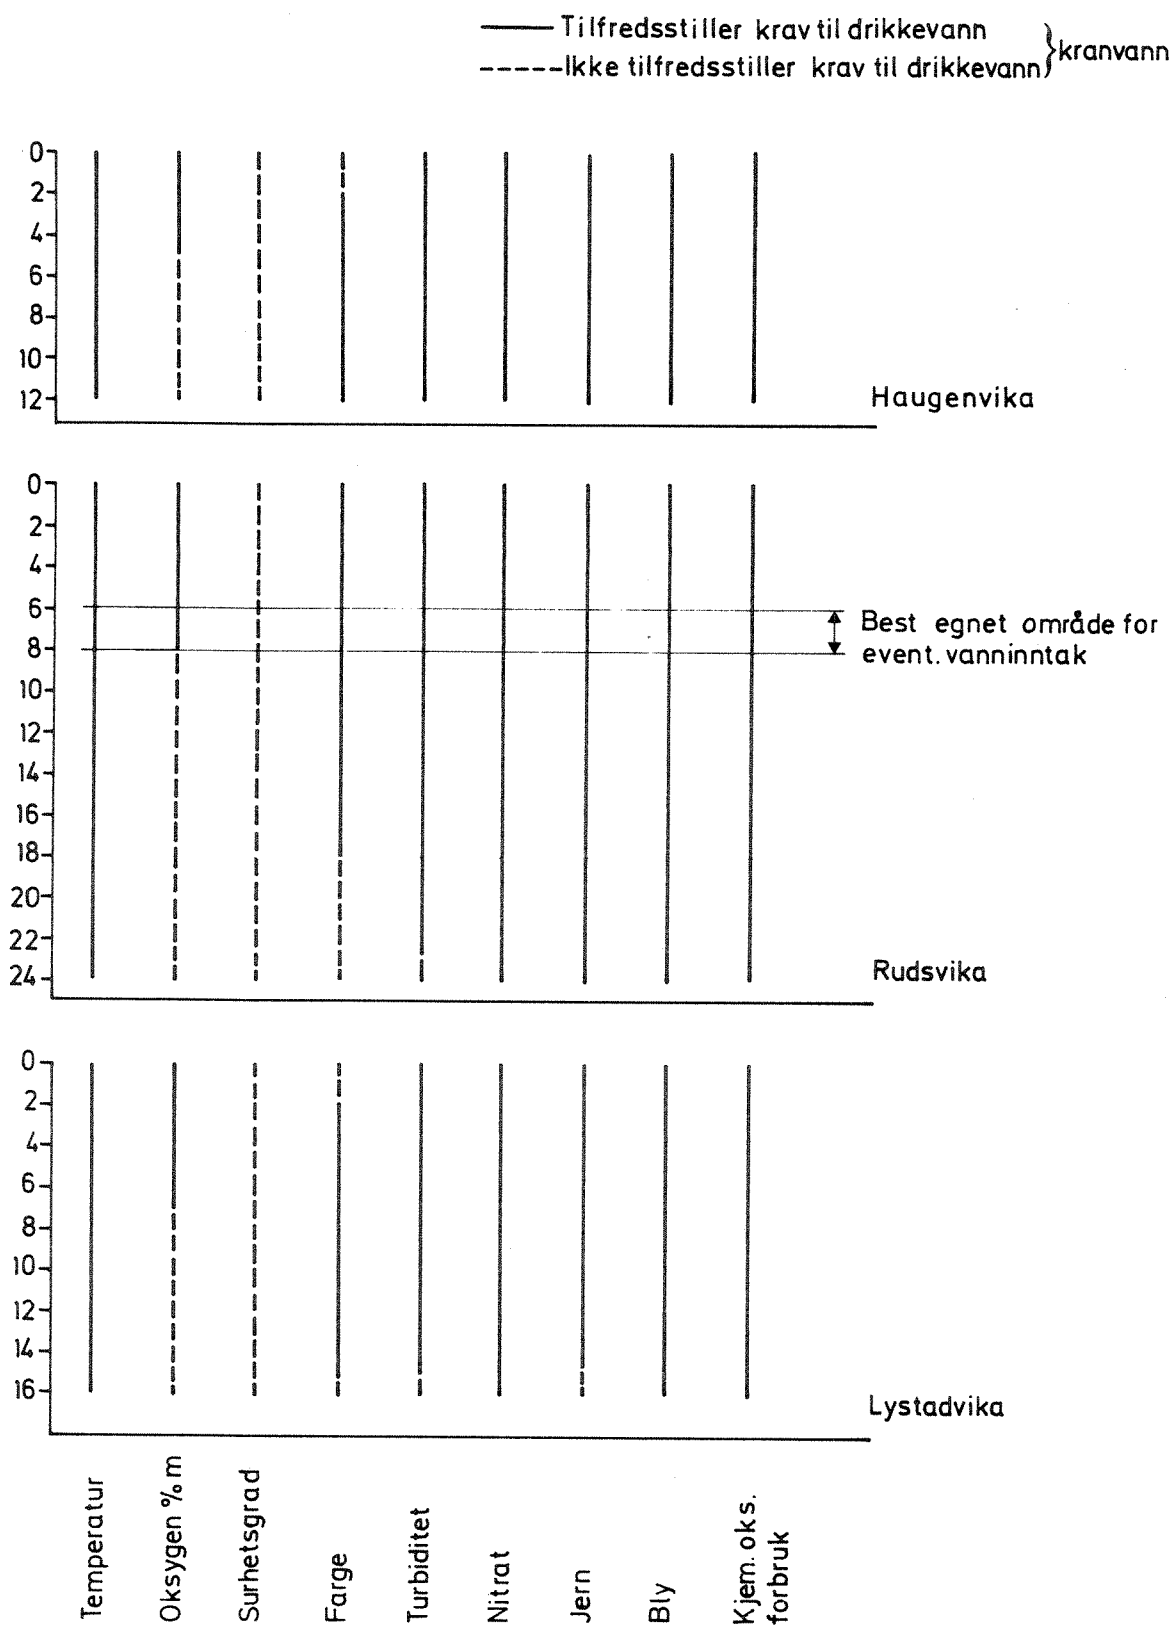 Tilfredsstiller krav til drikkevann
Ikke tilfredsstiller krav til drikkevann
kranvann
0
2
4
6
8
10
12
Haugenvika
0
2
4
6
8
10
12
14
16
18
20
22
24
Best egnet område for
event. vanninntak
Rudsvika
0
2
4
6
8
10
12
14
16
Lystadvika
Temperatur
Oksygen % m
Surhetsgrad
Farge
Turbiditet
Nitrat
Jern
Bly
Kjem. oks.
forbruk